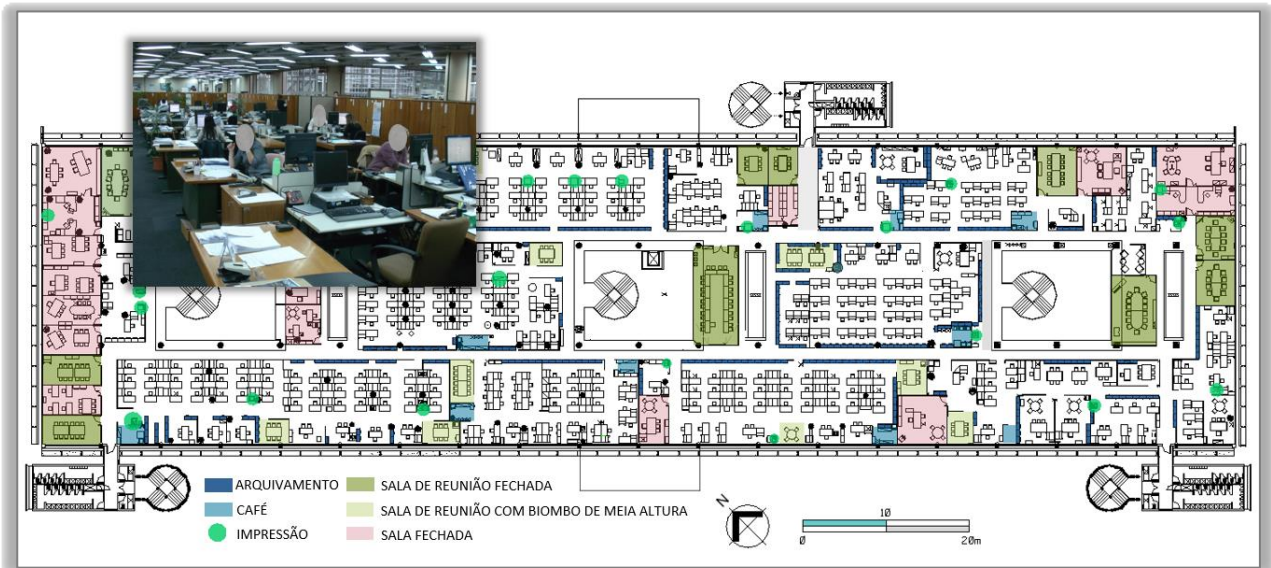 ARQUIVAMENTO
CAFÉ
IMPRESSÃO
SALA DE REUNIÃO FECHADA
SALA DE REUNIÃO COM BIOMBO DE MEIA ALTURA
SALA FECHADA
N
10
0
20m